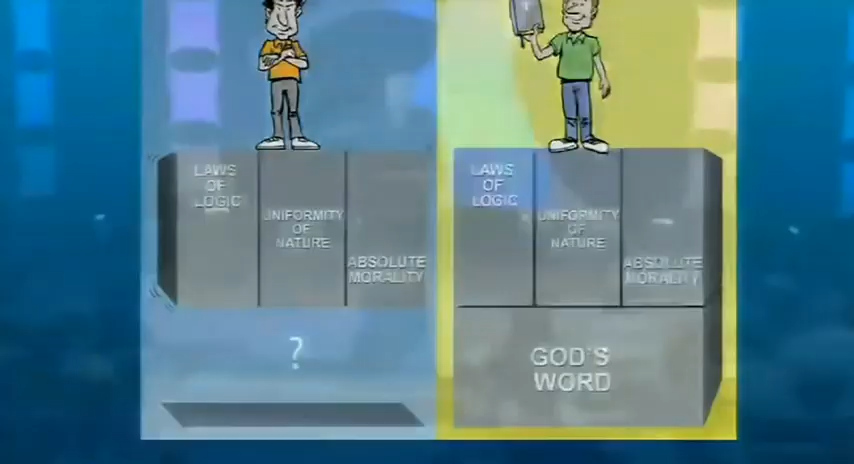 LAWS
OF
LOGIC
UNIFORMITY
OF
NATURE
ABSOLUTE
MORALITY
?
LAWS
OF
LOGIC
UNIFORMITY
OF
NATURE
ABSOLUTE
MORALITY
GOD'S
WORD